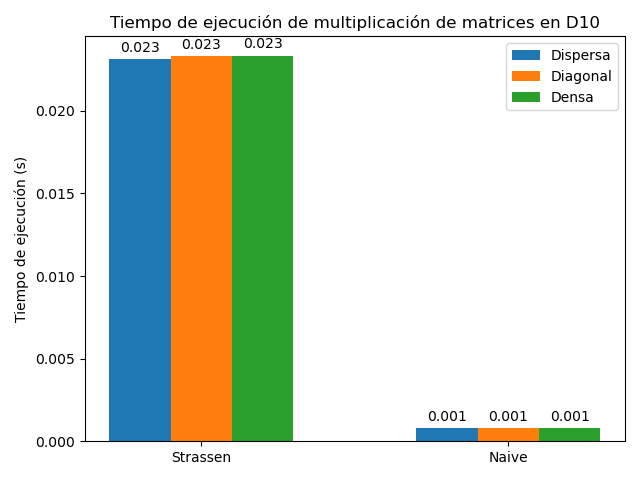 Tiempo de ejecución de multiplicación de matrices en D10
0.023 0.023 0.023
Dispersa
Diagonal
Densa
Tiempo de ejecución (s)
0.020
0.015
0.010
0.005
0.000
0.001 0.001 0.001
Strassen Naive